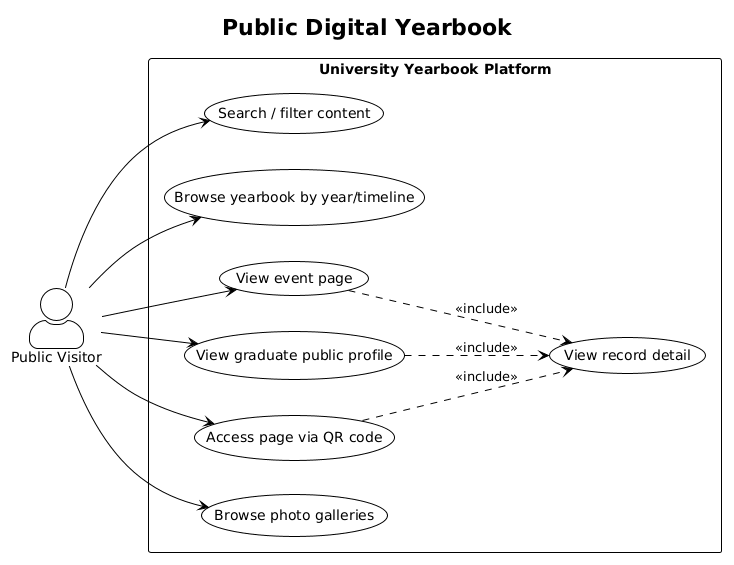 Public Digital Yearbook
University Yearbook Platform
Search / filter content
Browse yearbook by year/timeline
View event page
«include»
View graduate public profile
«include»
View record detail
Public Visitor
«include»
Access page via QR code
Browse photo galleries